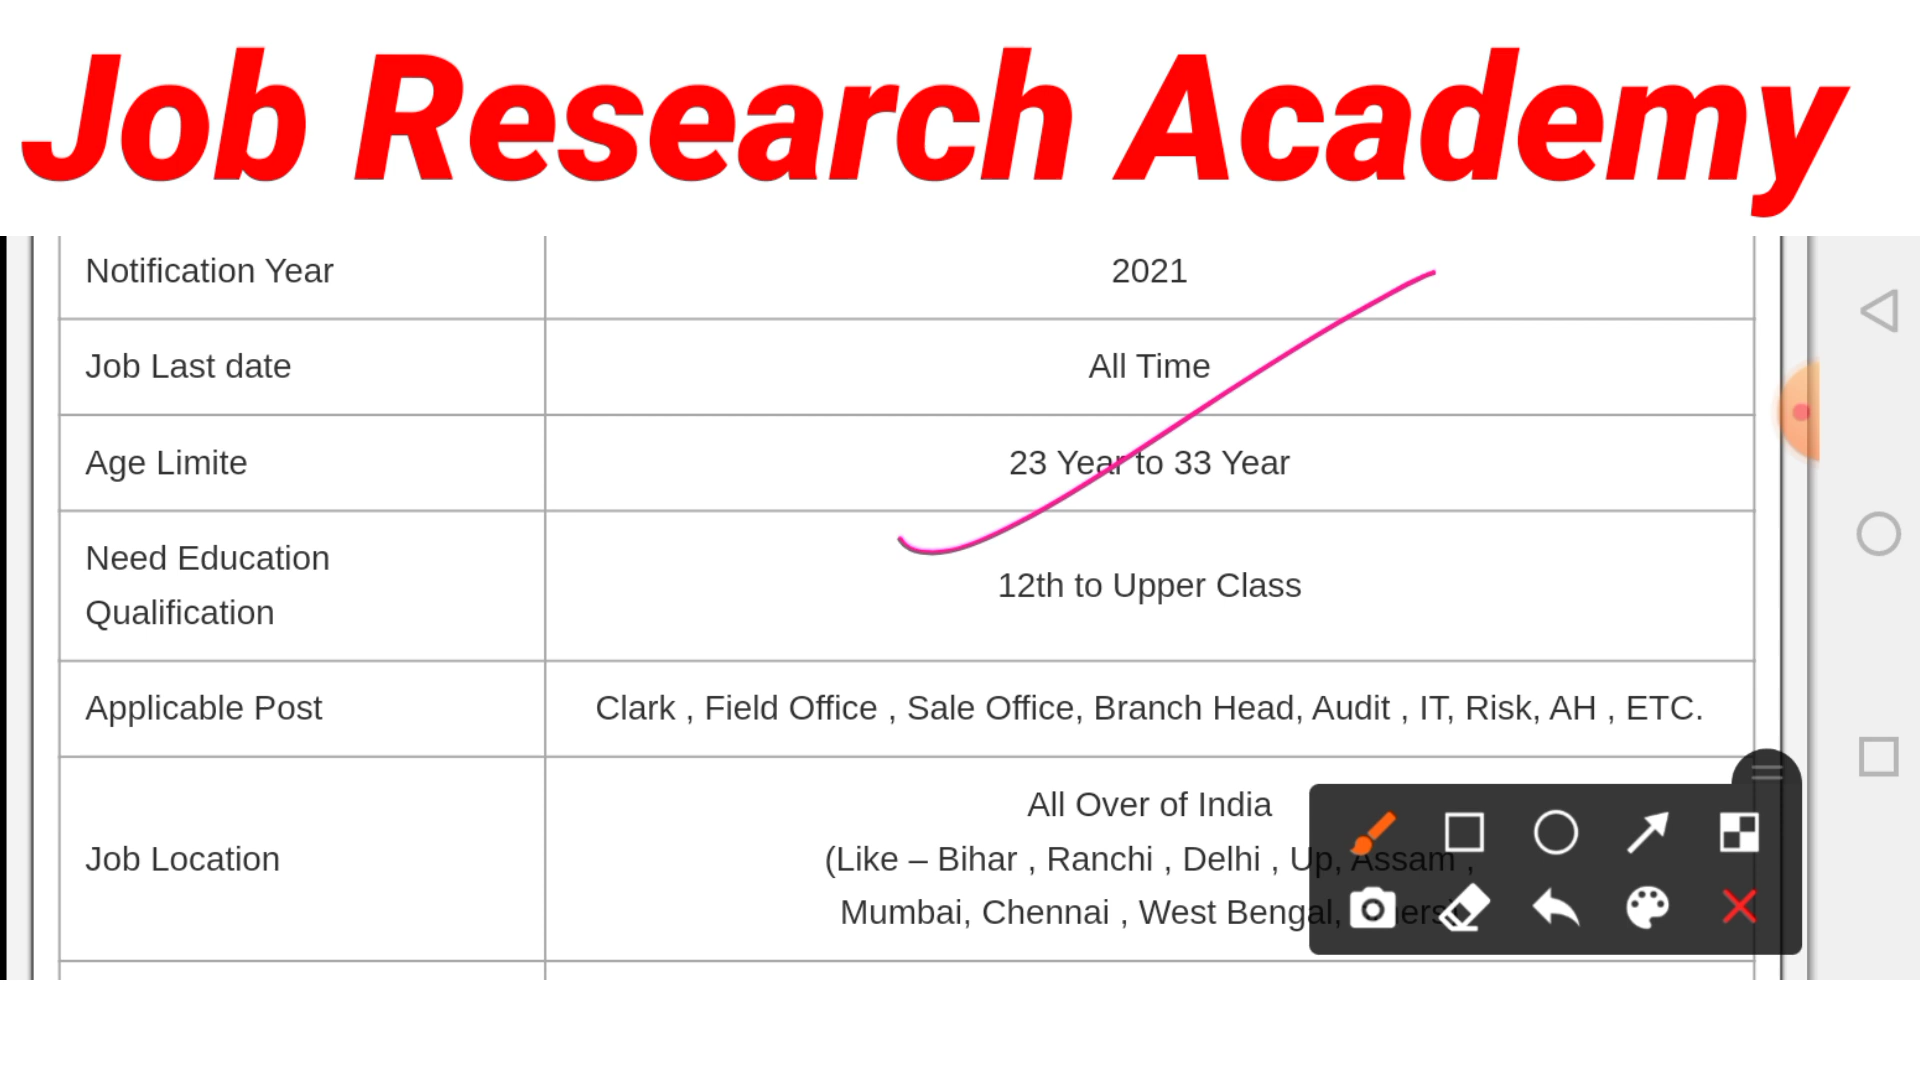 Job Research Academy
Notification Year 2021
Job Last date All Time
Age Limite 23 Year to 33 Year
Need Education
Qualification
12th to Upper Class
Applicable Post Clark , Field Office , Sale Office, Branch Head, Audit , IT, Risk, AH , ETC.
All Over of India
Job Location (Like – Bihar , Ranchi , Delhi , Up, Assam ,
Mumbai, Chennai , West Bengal,